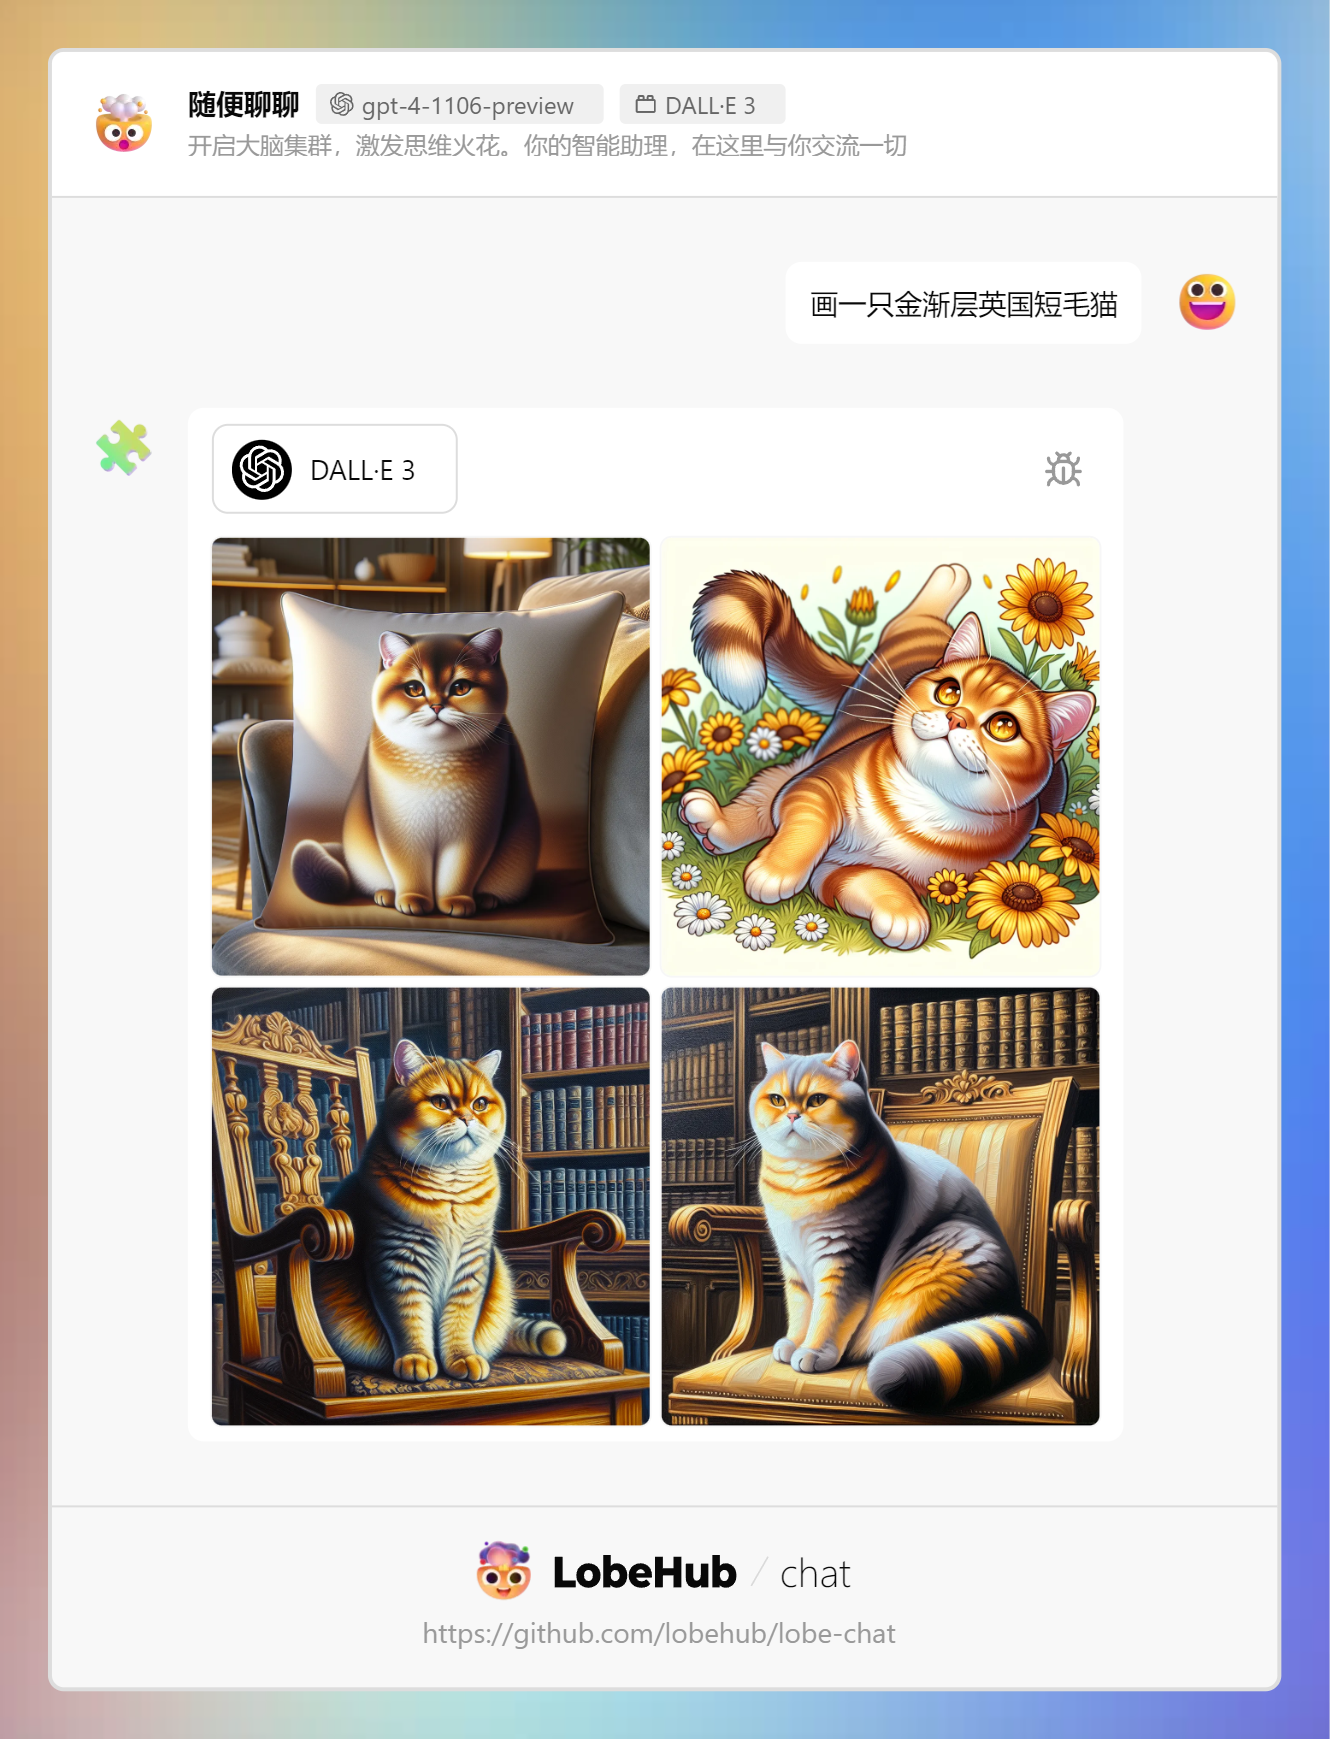 随便聊聊 gpt-4-1106-preview DALL·E 3
开启大脑集群，激发思维火花。你的智能助理，在这里与你交流一切
画一只金渐层英国短毛猫
DALL·E 3
LobeHub / chat
https://github.com/lobehub/lobe-chat